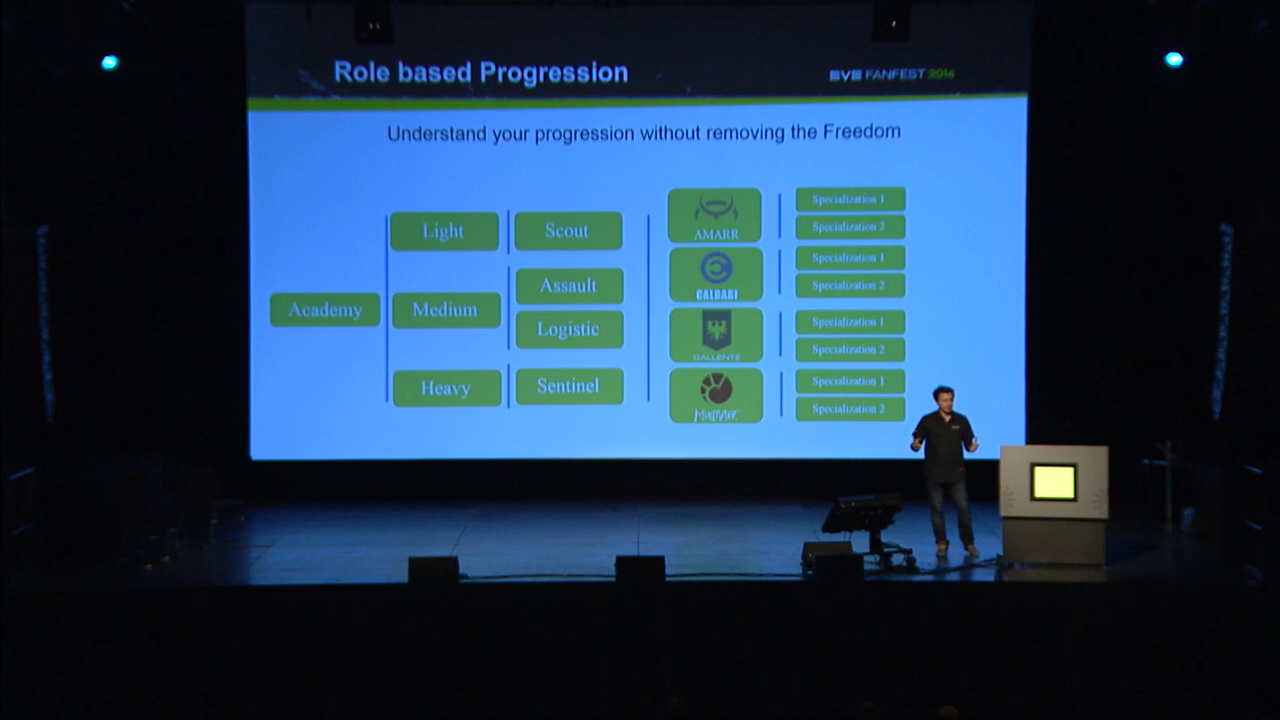 Role based Progression
EVE FANFEST 2014
Understand your progression without removing the Freedom
Academy
Light
Medium
Heavy
Scout
Assault
Logistic
Sentinel
AMARR
CALDARI
GALLENTE
MINMATAR
Specialization 1
Specialization 2
Specialization 1
Specialization 2
Specialization 1
Specialization 2
Specialization 1
Specialization 2